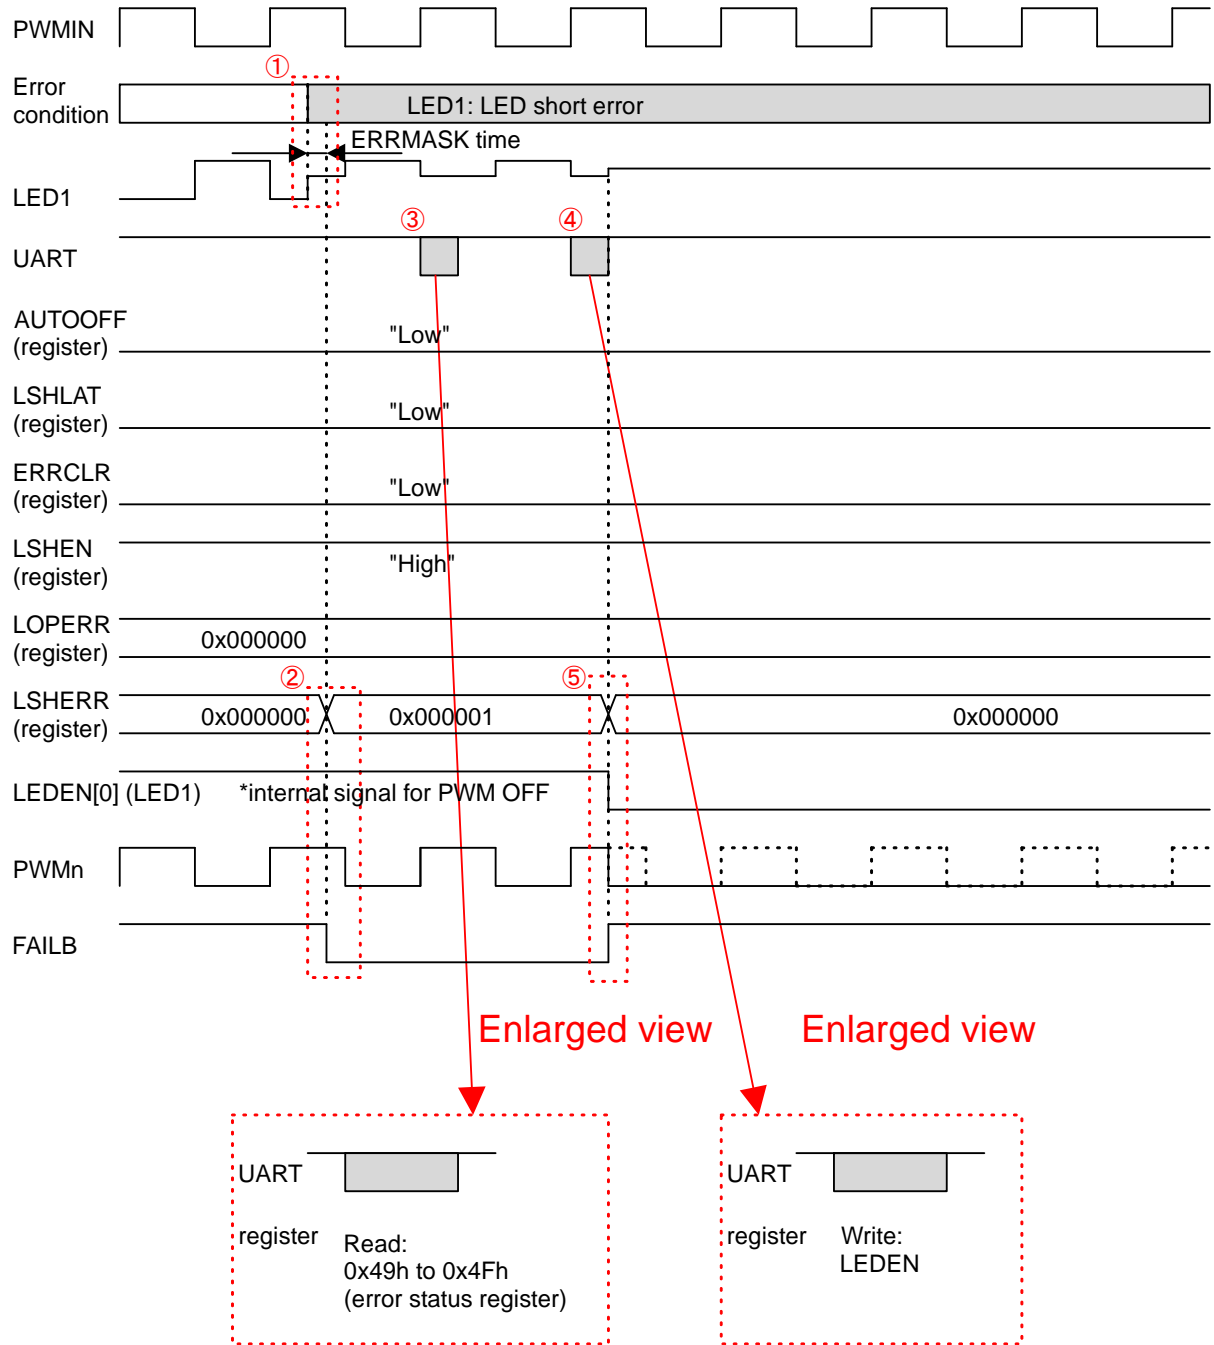 PWMIN
①
Error
condition
LED1: LED short error
ERRMASK time
LED1
③
④
UART
AUTOOFF
(register)
"Low"
LSHLAT
(register)
"Low"
ERRCLR
(register)
"Low"
LSHEN
(register)
"High"
LOPERR
(register)
0x000000
②
⑤
LSHERR
(register)
0x000000
0x000001
0x000000
LEDEN[0] (LED1)
*internal signal for PWM OFF
PWMn
FAILB
Enlarged view
Enlarged view
UART
register
Read:
0x49h to 0x4Fh
(error status register)
UART
register
Write:
LEDEN